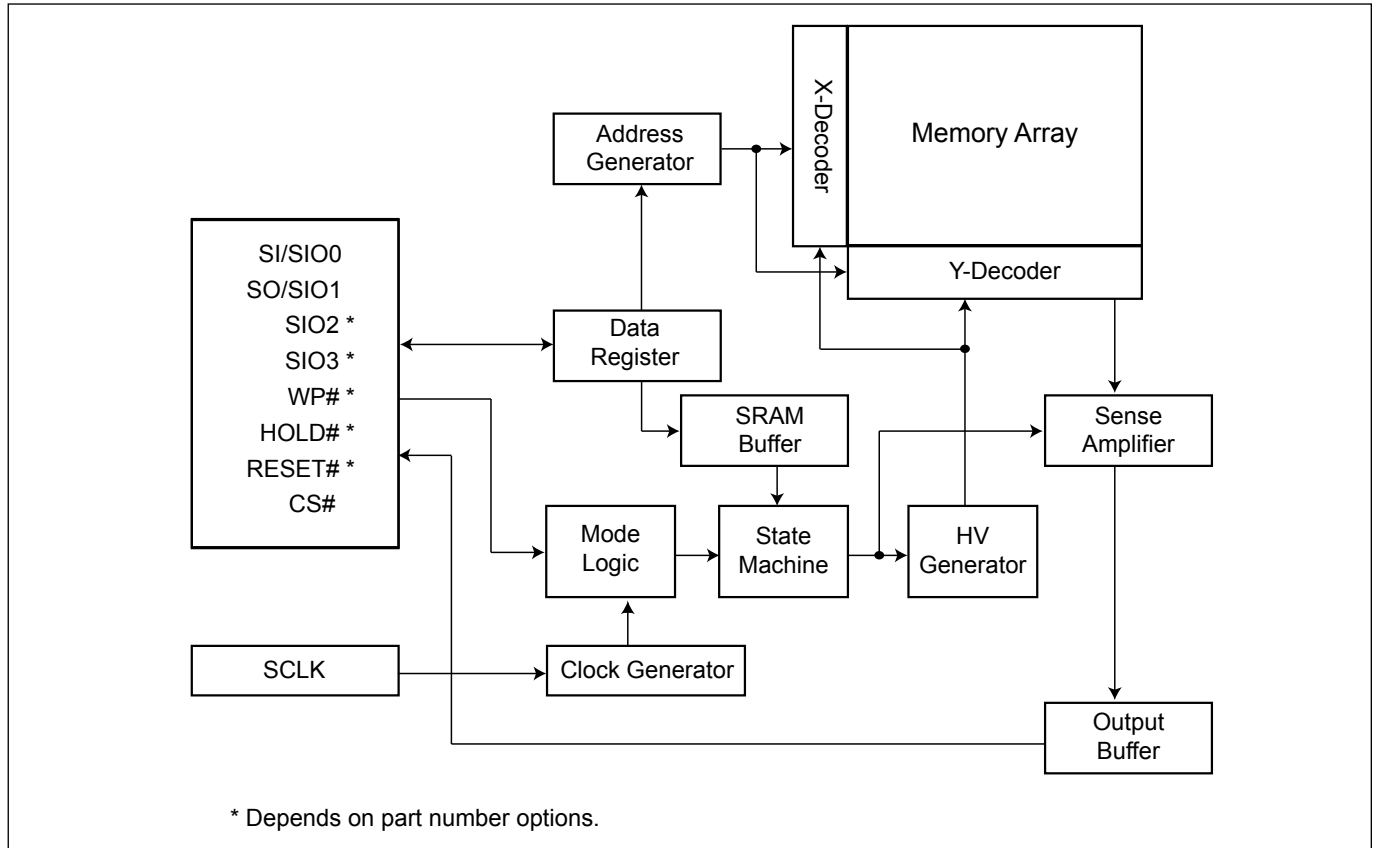 X-Decoder
Memory Array
Address
Generator
SI/SIO0
SO/SIO1
SIO2 *
SIO3 *
WP# *
HOLD# *
RESET# *
CS#
Y-Decoder
Data
Register
SRAM
Buffer
Sense
Amplifier
Mode
Logic
State
Machine
HV
Generator
SCLK
Clock Generator
Output
Buffer
* Depends on part number options.